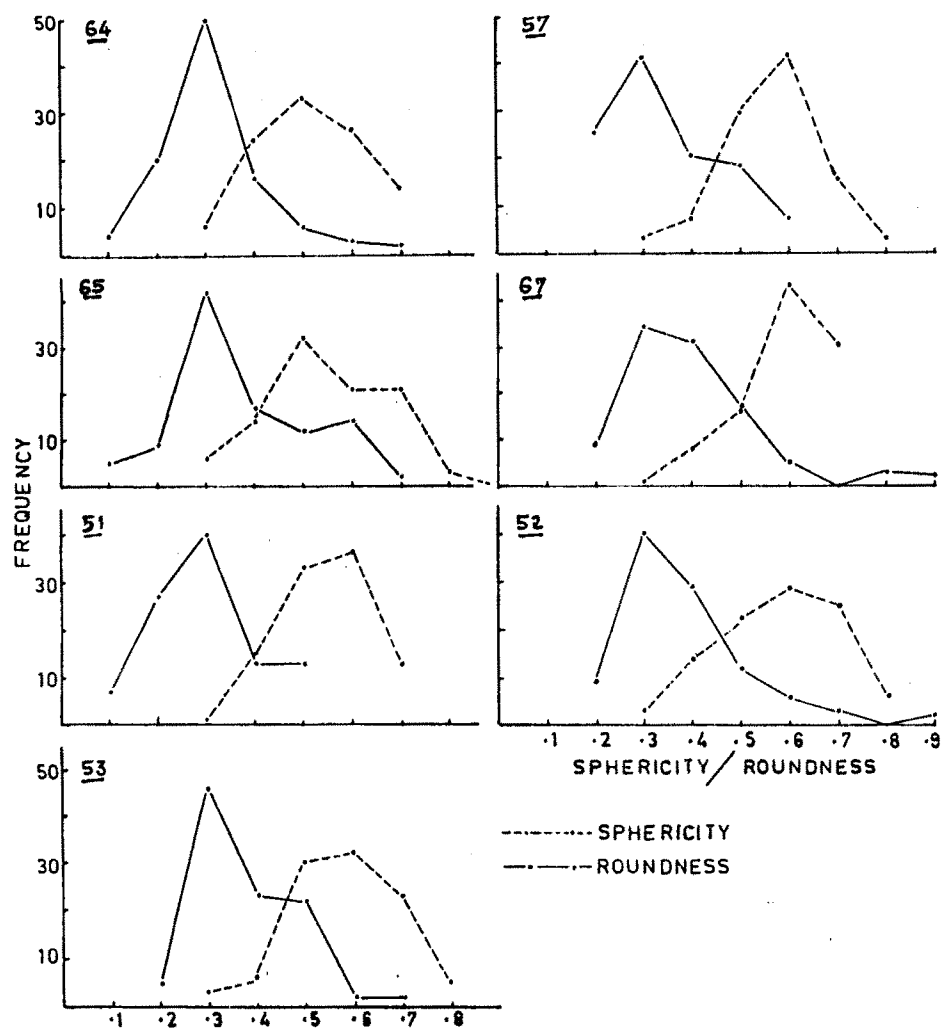 64
50
30
10
57
65
30
10
67
FREQUENCY
51
30
10
52
.1 .2 .3 .4 .5 .6 .7 .8 .9
SPHERICITY / ROUNDNESS
53
50
30
10
.1 .2 .3 .4 .5 .6 .7 .8
SPHERICITY
ROUNDNESS